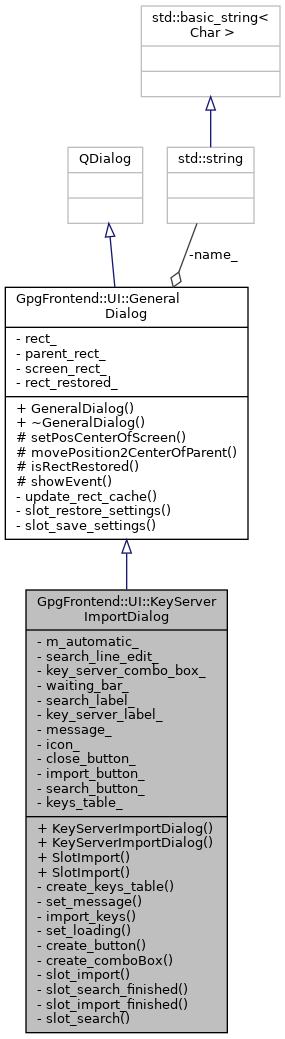 std::basic_string<
Char >
QDialog
std::string
-name_
GpgFrontend::UI::General
Dialog
- rect_
- parent_rect_
- screen_rect_
- rect_restored_
+ GeneralDialog()
+ ~GeneralDialog()
# setPosCenterOfScreen()
# movePosition2CenterOfParent()
# isRectRestored()
# showEvent()
- update_rect_cache()
- slot_restore_settings()
- slot_save_settings()
GpgFrontend::UI::KeyServer
ImportDialog
- m_automatic_
- search_line_edit_
- key_server_combo_box_
- waiting_bar_
- search_label_
- key_server_label_
- message_
- icon_
- close_button_
- import_button_
- search_button_
- keys_table_
+ KeyServerImportDialog()
+ KeyServerImportDialog()
+ SlotImport()
+ SlotImport()
- create_keys_table()
- set_message()
- import_keys()
- set_loading()
- create_button()
- create_comboBox()
- slot_import()
- slot_search_finished()
- slot_import_finished()
- slot_search()